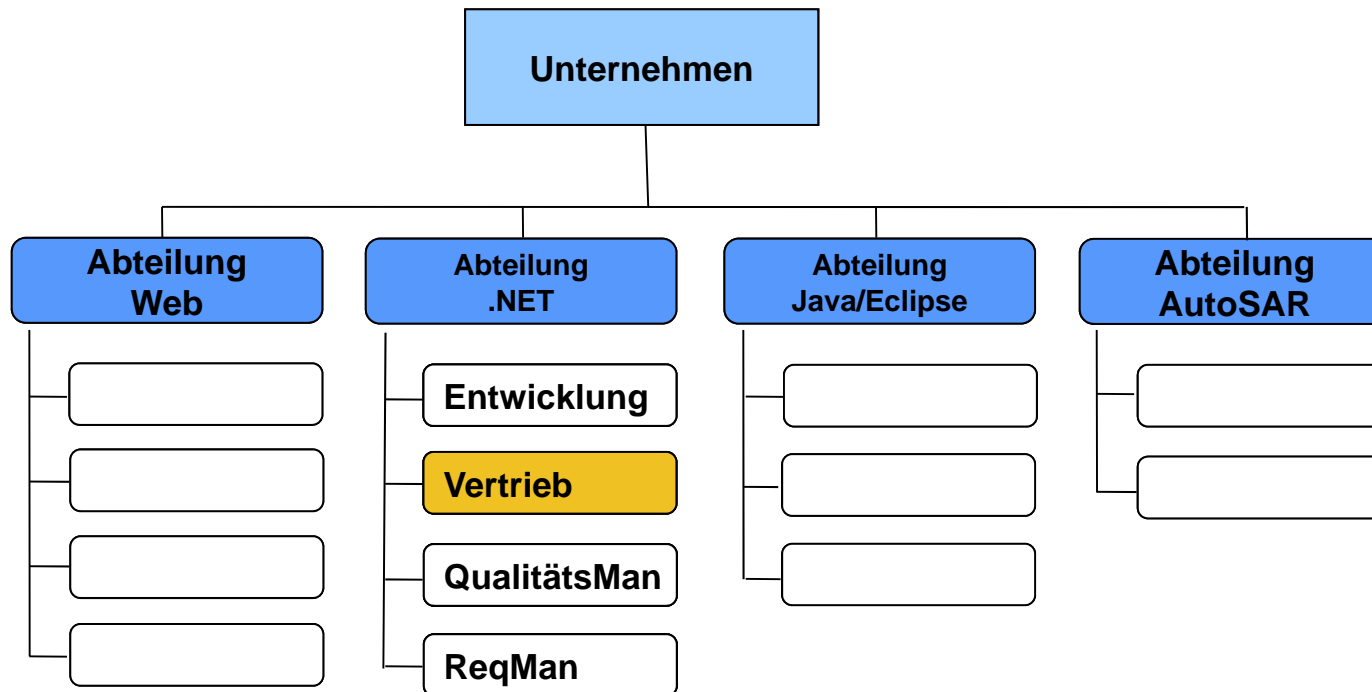 Unternehmen
Abteilung
Web
Abteilung
.NET
Abteilung
Java/Eclipse
Abteilung
AutoSAR
Entwicklung
Vertrieb
QualitätsMan
ReqMan